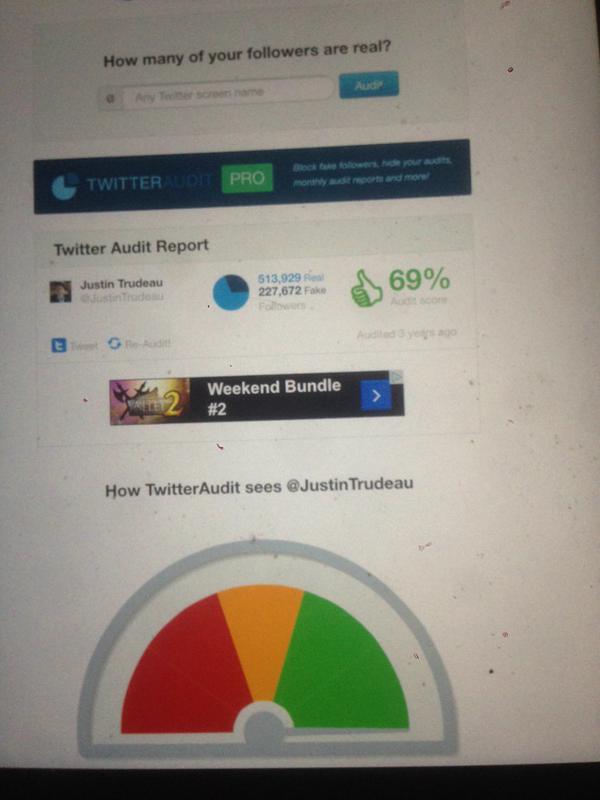 How many of your followers are real?
@ Any Twitter screen name Audit
TWITTERAUDIT PRO
Block fake followers, hide your audits,
monthly audit reports and more!
Twitter Audit Report
Justin Trudeau
@JustinTrudeau
513,929 Real
227,672 Fake
Followers
69%
Audit score
Tweet Re-Audit!
Audited 3 years ago
2
Weekend Bundle
#2
How TwitterAudit sees @JustinTrudeau